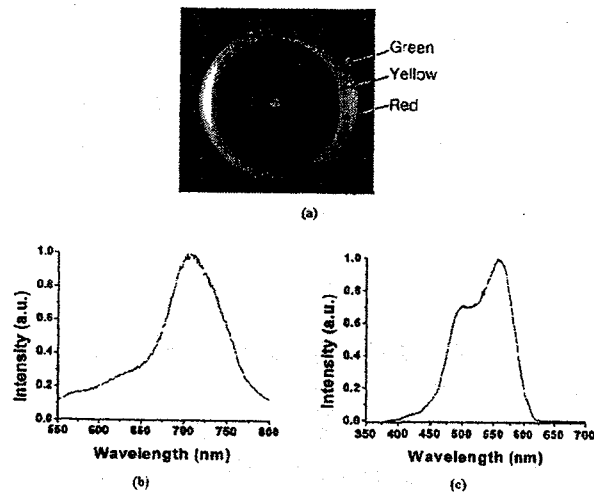 Green
Yellow
Red
(a)
1.0
0.8
0.6
0.4
0.2
0.0
550 600 650 700 750 800
Intensity (a.u.)
Wavelength (nm)
(b)
1.0
0.8
0.6
0.4
0.2
0.0
350 400 450 500 550 600 650 700
Intensity (a.u.)
Wavelength (nm)
(c)